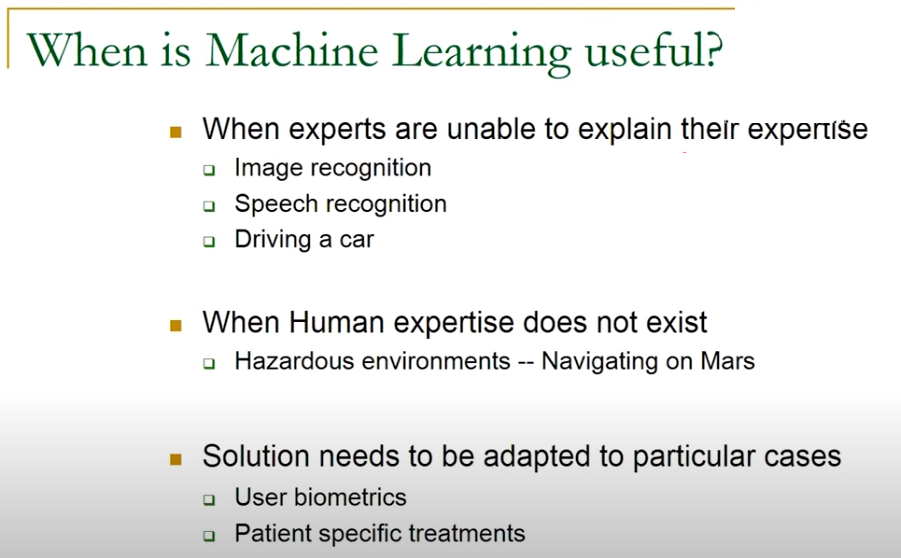 When is Machine Learning useful?
When experts are unable to explain their expertise
Image recognition
Speech recognition
Driving a car
When Human expertise does not exist
Hazardous environments -- Navigating on Mars
Solution needs to be adapted to particular cases
User biometrics
Patient specific treatments